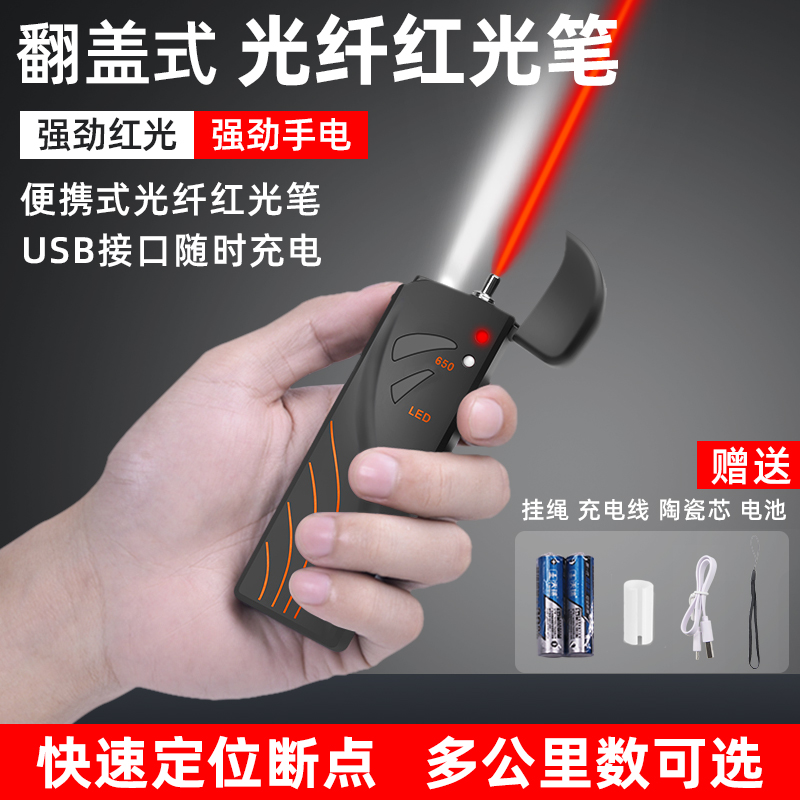 翻盖式 光纤红光笔
强劲红光 强劲手电
便携式光纤红光笔
USB接口随时充电
650
LED
赠送
挂绳 充电线 陶瓷芯 电池
快速定位断点 多公里数可选